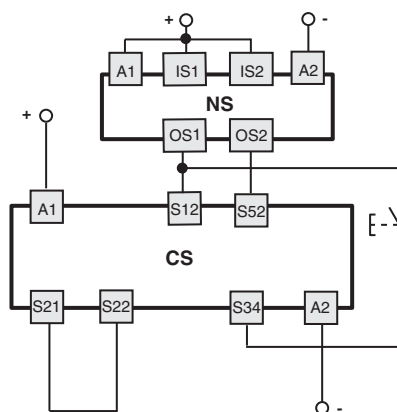 + -
A1 IS1 IS2 A2
NS
OS1 OS2
+
A1 S12 S52
CS
S21 S22 S34 A2
-